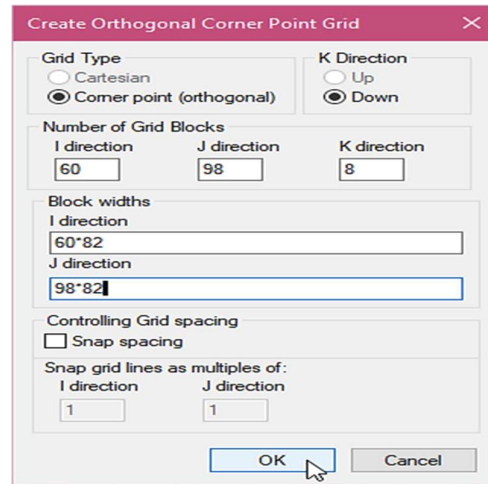 Create Orthogonal Corner Point Grid
Grid Type
K Direction
Cartesian
Up
Corner point (orthogonal)
Down
Number of Grid Blocks
I direction
J direction
K direction
60
98
8
Block widths
I direction
60*82
J direction
98*82
Controlling Grid spacing
Snap spacing
Snap grid lines as multiples of:
I direction
J direction
1
1
OK
Cancel